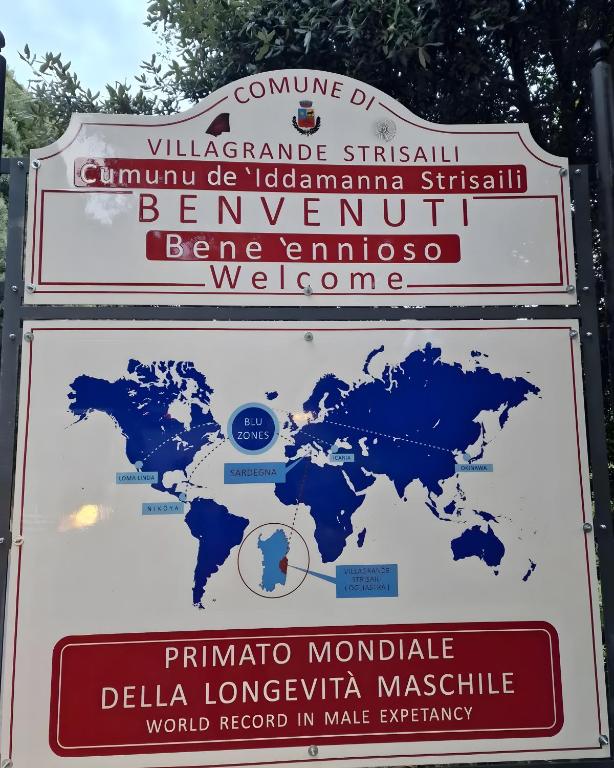 COMUNE DI
VILLAGRANDE STRISAILI
Cumunu de 'Iddamanna Strisaili
BENVENUTI
Bene 'ennioso
Welcome
BLU
ZONES
SARDEGNA
ICARIA
LOMA LINDA
OKINAWA
NIKOYA
VILLAGRANDE
STRISAILI
(OGLIASTRA)
PRIMATO MONDIALE
DELLA LONGEVITÀ MASCHILE
WORLD RECORD IN MALE EXPETANCY